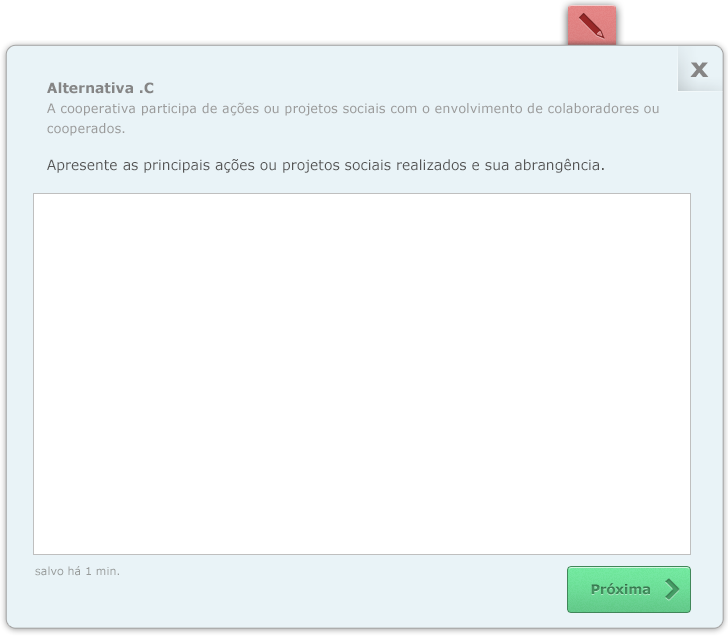 X
Alternativa .C
A cooperativa participa de ações ou projetos sociais com o envolvimento de colaboradores ou
cooperados.
Apresente as principais ações ou projetos sociais realizados e sua abrangência.
salvo há 1 min.
Próxima